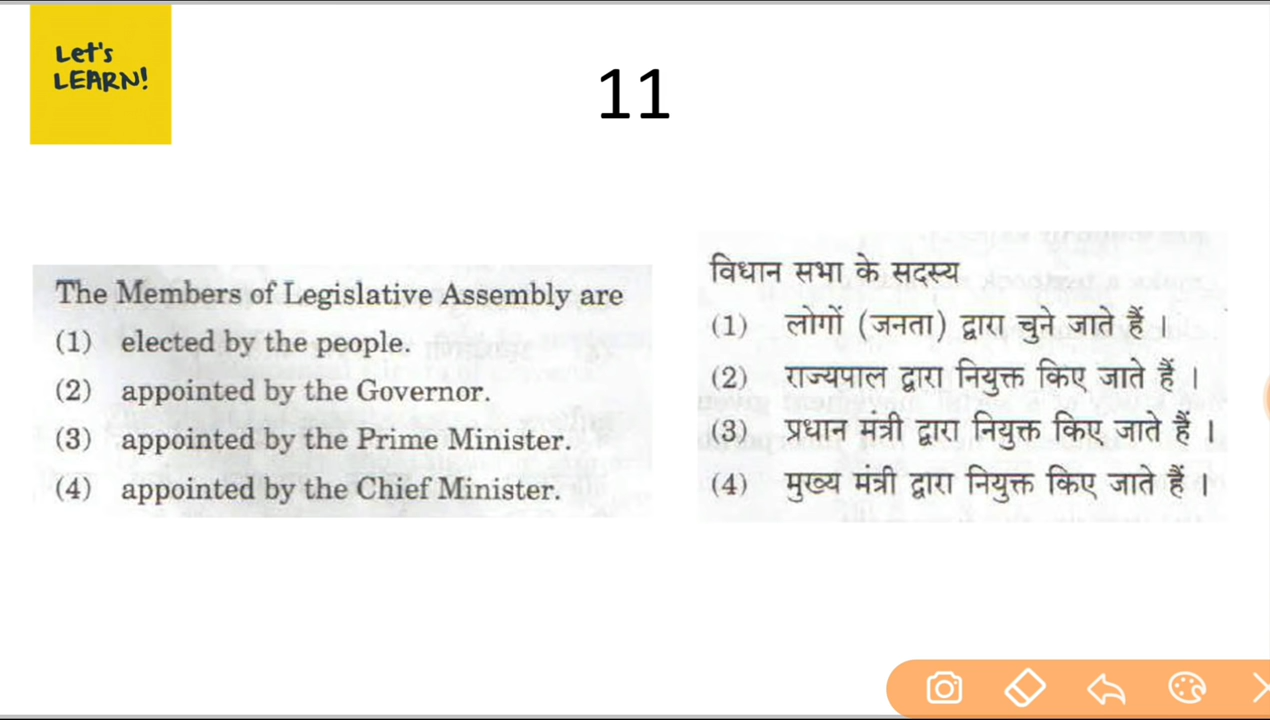 Let's
LEARN!
11
The Members of Legislative Assembly are
(1) elected by the people.
(2) appointed by the Governor.
(3) appointed by the Prime Minister.
(4) appointed by the Chief Minister.
विधान सभा के सदस्य
(1) लोगों (जनता) द्वारा चुने जाते हैं ।
(2) राज्यपाल द्वारा नियुक्त किए जाते हैं ।
(3) प्रधान मंत्री द्वारा नियुक्त किए जाते हैं ।
(4) मुख्य मंत्री द्वारा नियुक्त किए जाते हैं ।